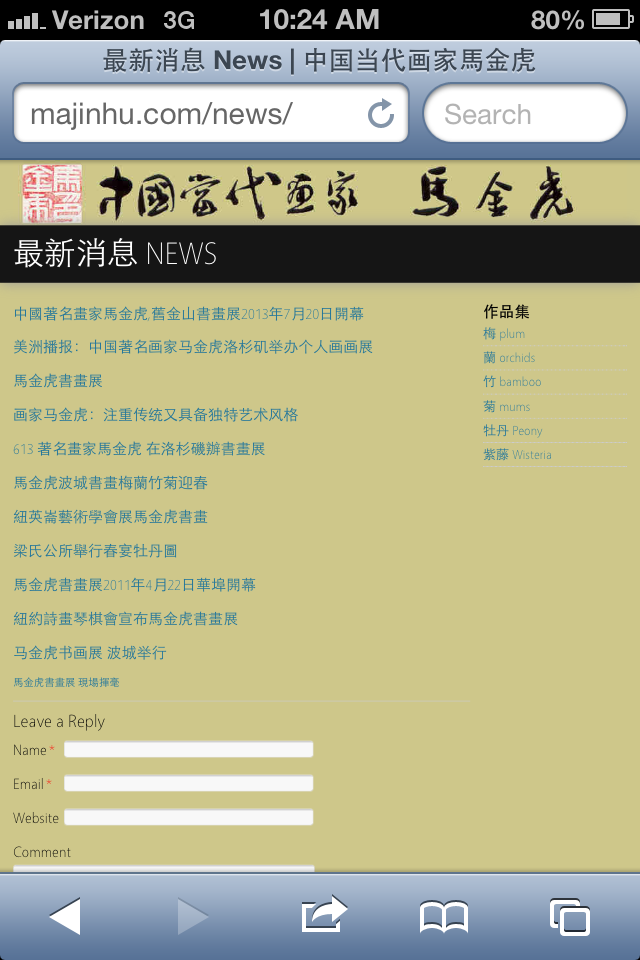 Verizon 3G 10:24 AM 80%
最新消息 News | 中国当代画家馬金虎
majinhu.com/news/
Search
馬金虎
中國當代画家 馬金虎
最新消息 NEWS
中國著名畫家馬金虎,舊金山書畫展2013年7月20日開幕
美洲播报：中国著名画家马金虎洛杉矶举办个人画画展
馬金虎書畫展
画家马金虎：注重传统又具备独特艺术风格
613 著名畫家馬金虎 在洛杉磯辦書畫展
馬金虎波城書畫梅蘭竹菊迎春
紐英崙藝術學會展馬金虎書畫
梁氏公所舉行春宴牡丹圖
馬金虎書畫展2011年4月22日華埠開幕
紐約詩畫琴棋會宣布馬金虎書畫展
马金虎书画展 波城举行
馬金虎書畫展 現場揮毫
作品集
梅 plum
蘭 orchids
竹 bamboo
菊 mums
牡丹 Peony
紫藤 Wisteria
Leave a Reply
Name *
Email *
Website
Comment